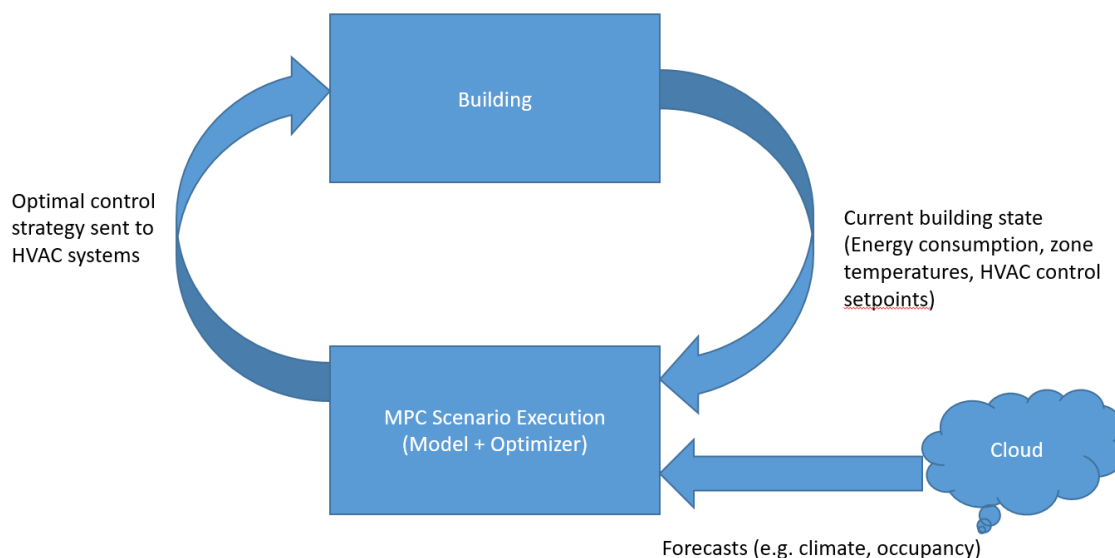 Building
Optimal control
strategy sent to
HVAC systems
Current building state
(Energy consumption, zone
temperatures, HVAC control
setpoints)
MPC Scenario Execution
(Model + Optimizer)
Cloud
Forecasts (e.g. climate, occupancy)